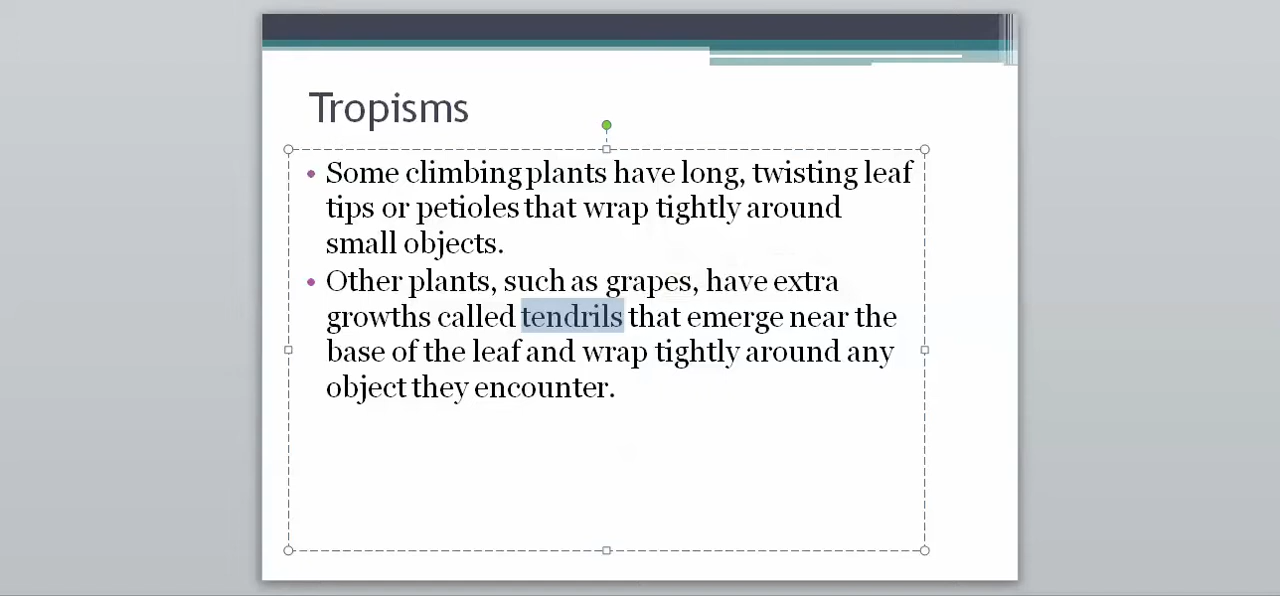 Tropisms
• Some climbing plants have long, twisting leaf
tips or petioles that wrap tightly around
small objects.
• Other plants, such as grapes, have extra
growths called tendrils that emerge near the
base of the leaf and wrap tightly around any
object they encounter.